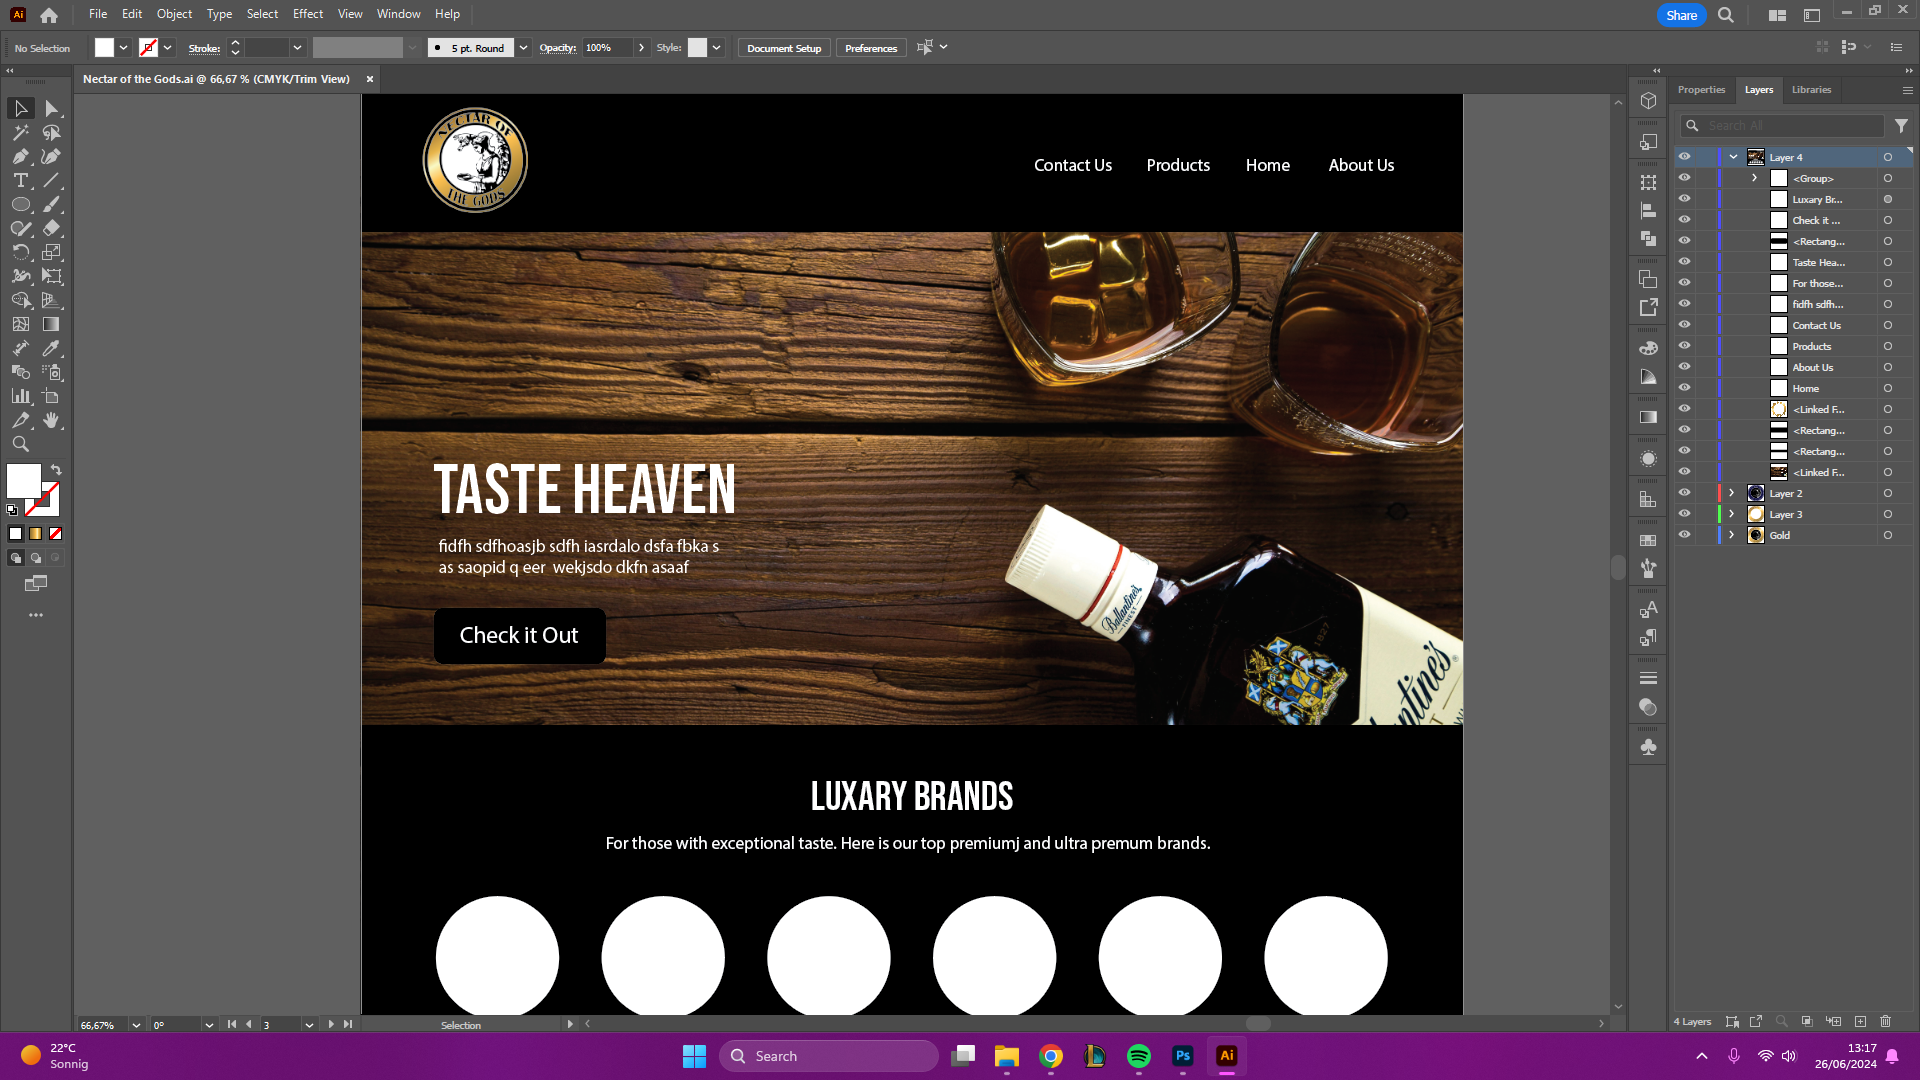 Ai File Edit Object Type Select Effect View Window Help Share
No Selection Stroke: 5 pt. Round Opacity: 100% Style: Document Setup Preferences
Nectar of the Gods.ai @ 66,67 % (CMYK/Trim View) ×
Properties Layers Libraries
Search All
NECTAR OF
THE GODS
Contact Us Products Home About Us
TASTE HEAVEN
fidfh sdfhoasjb sdfh iasrdalo dsfa fbka s
as saopid q eer wekjsdo dkfn asaaf
Check it Out
Ballantine's
FINEST
1827
LUXARY BRANDS
For those with exceptional taste. Here is our top premiumj and ultra premum brands.
Layer 4
<Group>
Luxary Br...
Check it ...
<Rectang...
Taste Hea...
For those...
fidfh sdfh...
Contact Us
Products
About Us
Home
<Linked F...
<Rectang...
<Rectang...
<Linked F...
Layer 2
Layer 3
Gold
66,67% 0° 3 Selection
4 Layers
22°C
Sonnig
Search
Ps Ai
13:17
26/06/2024